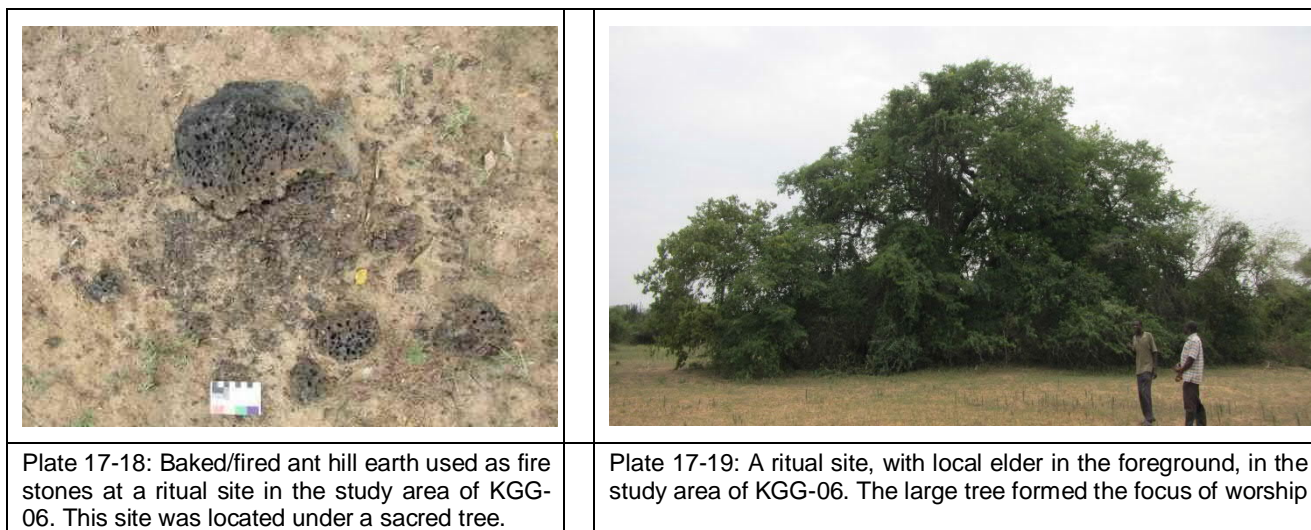 Plate 17-18: Baked/fired ant hill earth used as fire
stones at a ritual site in the study area of KGG-
06. This site was located under a sacred tree.
Plate 17-19: A ritual site, with local elder in the foreground, in the
study area of KGG-06. The large tree formed the focus of worship